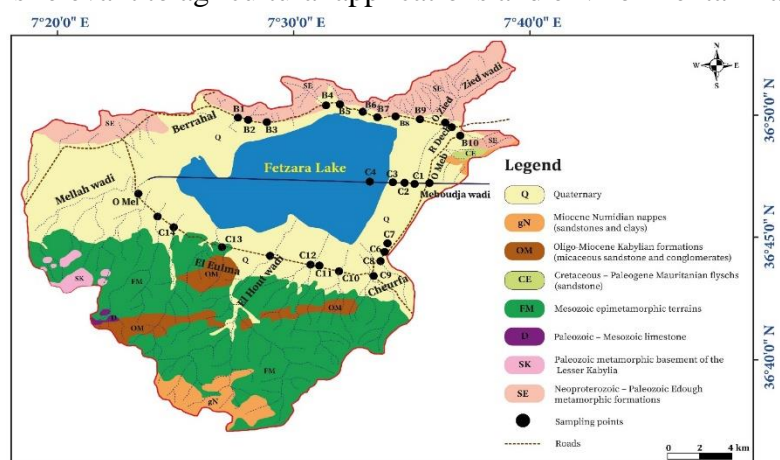 7°20'0" E
7°30'0" E
7°40'0" E
N
W
E
S
Zied wadi
SE
SE
SE
B4
B5
B6
B7
B8
B9
O Zied
B1
B2
B3
Berrahal
Q
R Dech
B10
SE
CE
36°50'0" N
Fetzara Lake
C4
C3
C2
C1
O Meb
Meboudja wadi
Mellah wadi
O Mel
Q
C14
C13
C7
C6
C8
C9
C12
C11
C10
Q
OM
El Eulma
El Hout wadi
Cheurfa
36°45'0" N
SK
FM
D
OM
OM
FM
gN
36°40'0" N
Legend
Q Quaternary
gN Miocene Numidian nappes
(sandstones and clays)
OM Oligo-Miocene Kabylian formations
(micaceous sandstone and conglomerates)
CE Cretaceous – Paleogene Mauritanian flyschs
(sandstone)
FM Mesozoic epimetamorphic terrains
D Paleozoic – Mesozoic limestone
SK Paleozoic metamorphic basement of the
Lesser Kabylia
SE Neoproterozoic – Paleozoic Edough
metamorphic formations
Sampling points
Roads
0 2 4 km